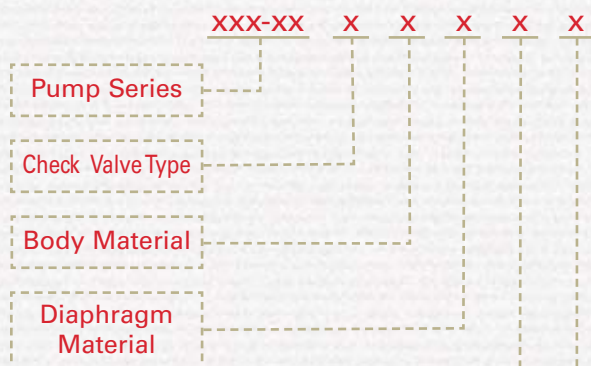 xxx-xx x x x x x
Pump Series
Check Valve Type
Body Material
Diaphragm
Material